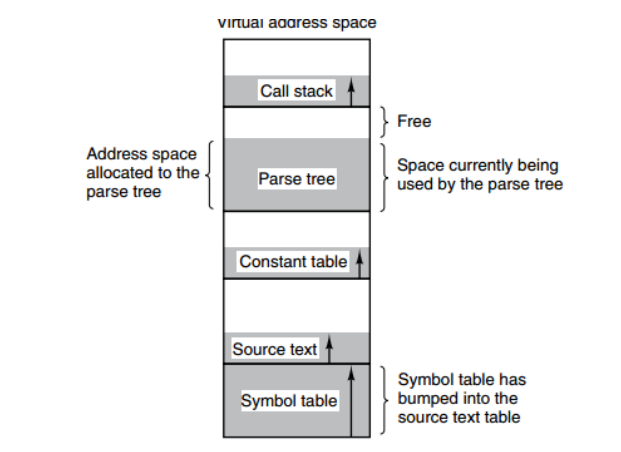 Virtual address space
Call stack
Free
Address space
allocated to the
parse tree
Parse tree
Space currently being
used by the parse tree
Constant table
Source text
Symbol table
Symbol table has
bumped into the
source text table